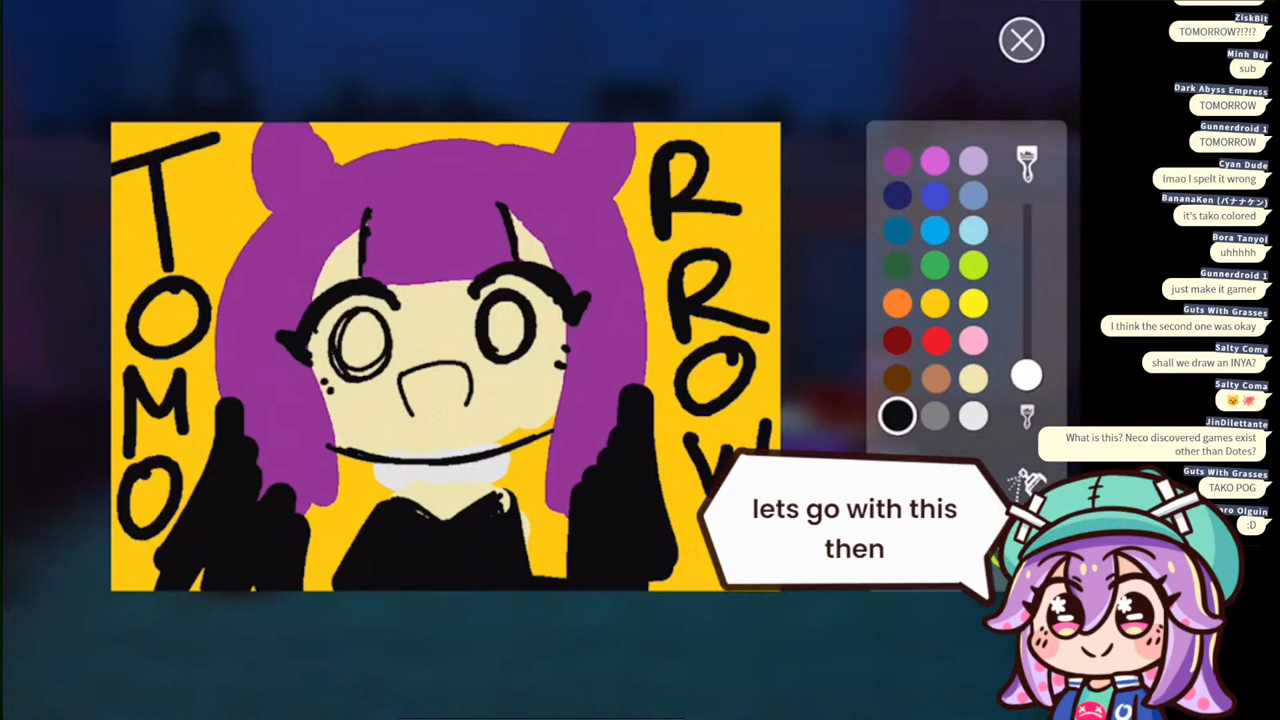 TOMO
RROW
lets go with this
then
ZiskBit
TOMORROW?!?!?
Minh Bui
sub
Dark Abyss Empress
TOMORROW
Gunnerdroid 1
TOMORROW
Cyan Dude
lmao I spelt it wrong
BananaKen (バナナケン)
it's tako colored
Bora Tanyol
uhhhhh
Gunnerdroid 1
just make it gamer
Guts With Grasses
I think the second one was okay
Salty Coma
shall we draw an INYA?
Salty Coma
🐱🐙
JinDilettante
What is this? Neco discovered games exist
other than Dotes?
Guts With Grasses
TAKO POG
Olguin
:D